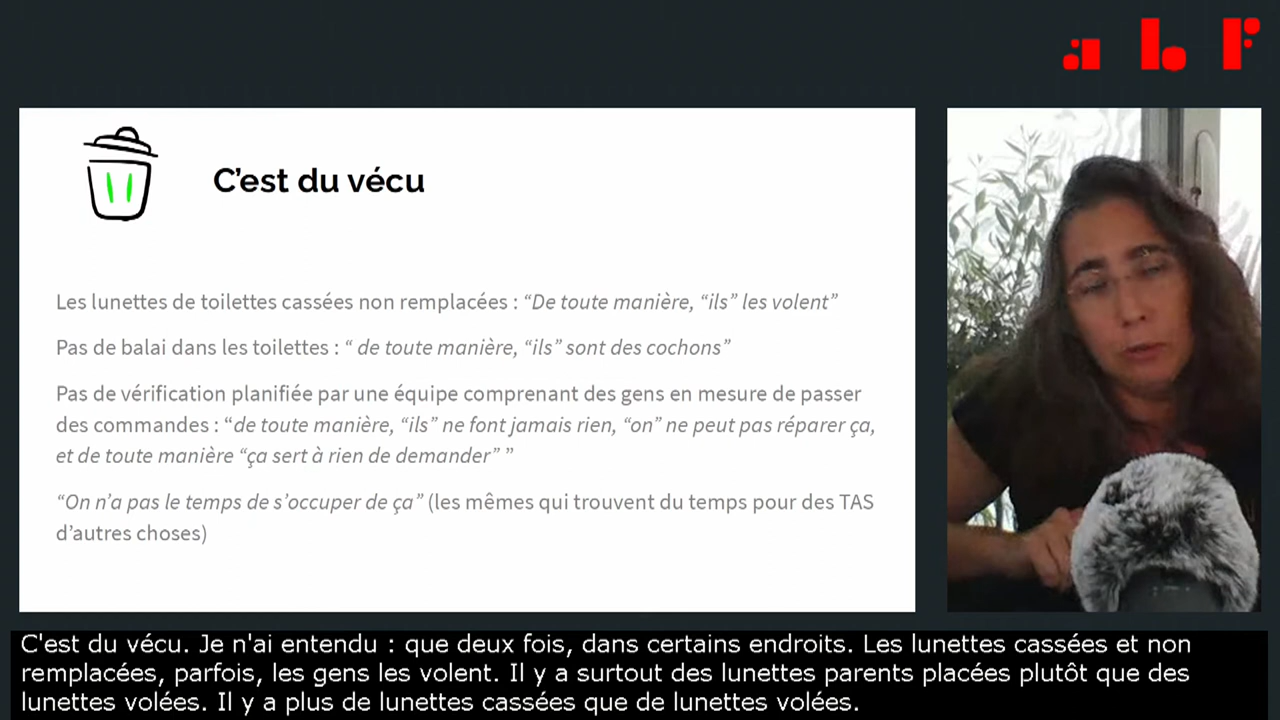 a b F
C’est du vécu
Les lunettes de toilettes cassées non remplacées : “De toute manière, “ils” les volent”
Pas de balai dans les toilettes : “ de toute manière, “ils” sont des cochons”
Pas de vérification planifiée par une équipe comprenant des gens en mesure de passer
des commandes : “de toute manière, “ils” ne font jamais rien, “on” ne peut pas réparer ça,
et de toute manière “ça sert à rien de demander” ”
“On n’a pas le temps de s’occuper de ça” (les mêmes qui trouvent du temps pour des TAS
d’autres choses)
C'est du vécu. Je n'ai entendu : que deux fois, dans certains endroits. Les lunettes cassées et non
remplacées, parfois, les gens les volent. Il y a surtout des lunettes parents placées plutôt que des
lunettes volées. Il y a plus de lunettes cassées que de lunettes volées.